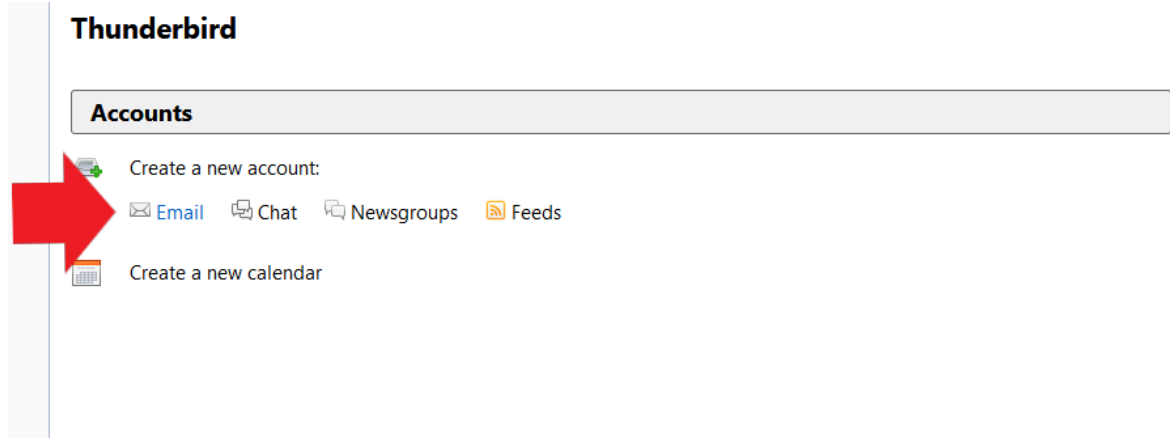 Thunderbird
Accounts
Create a new account:
Email Chat Newsgroups Feeds
Create a new calendar